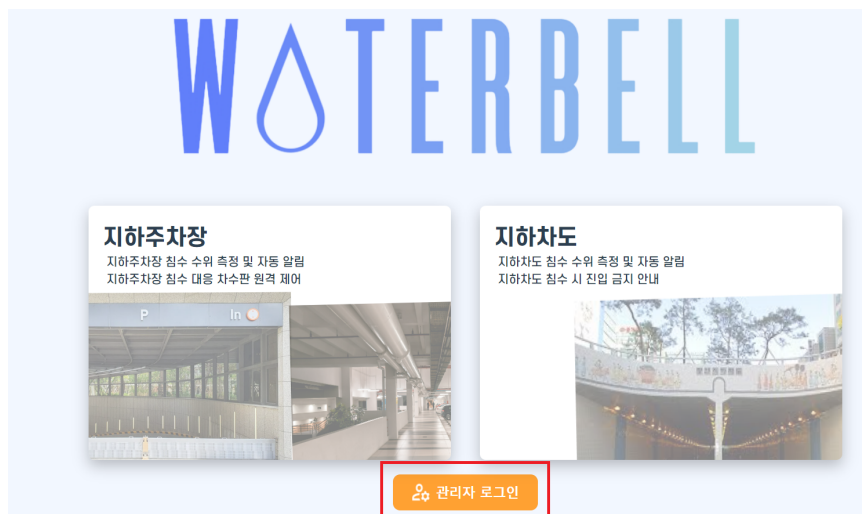 WATERBELL
지하주차장
지하주차장 침수 수위 측정 및 자동 알림
지하주차장 침수 대응 차수판 원격 제어
P In
지하차도
지하차도 침수 수위 측정 및 자동 알림
지하차도 침수 시 진입 금지 안내
관리자 로그인